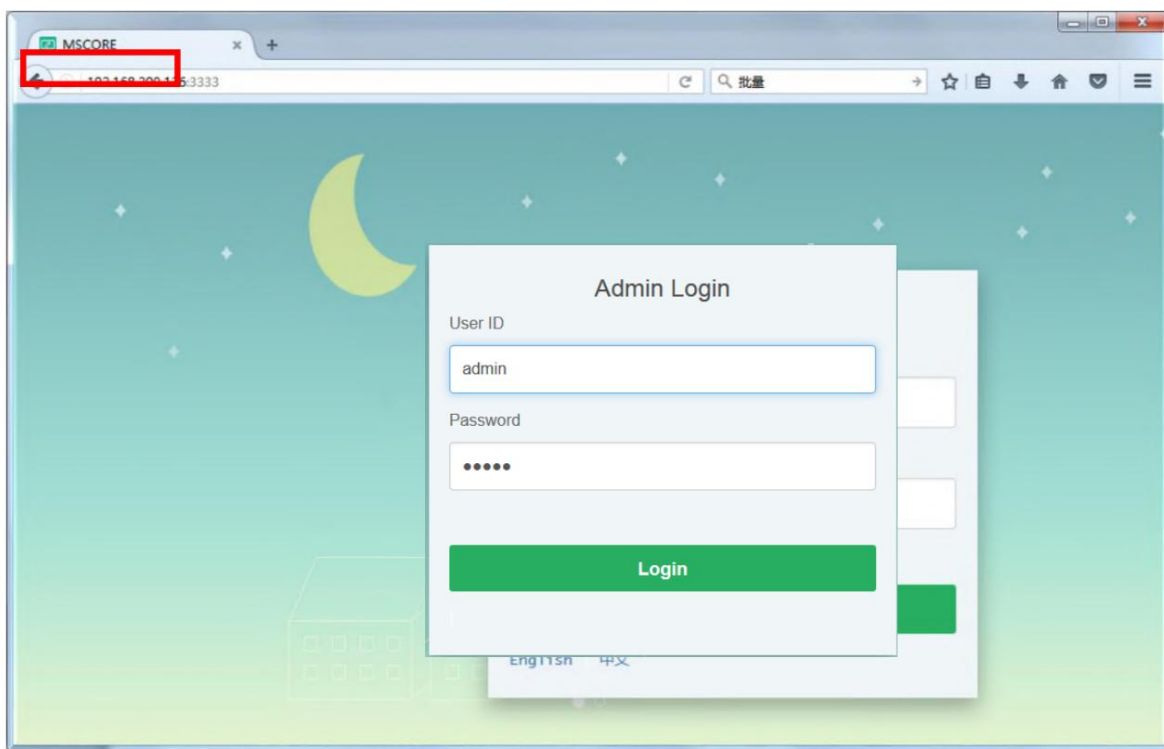 MSCORE
:3333
批量
Admin Login
User ID
admin
Password
•••••
Login
English 中文